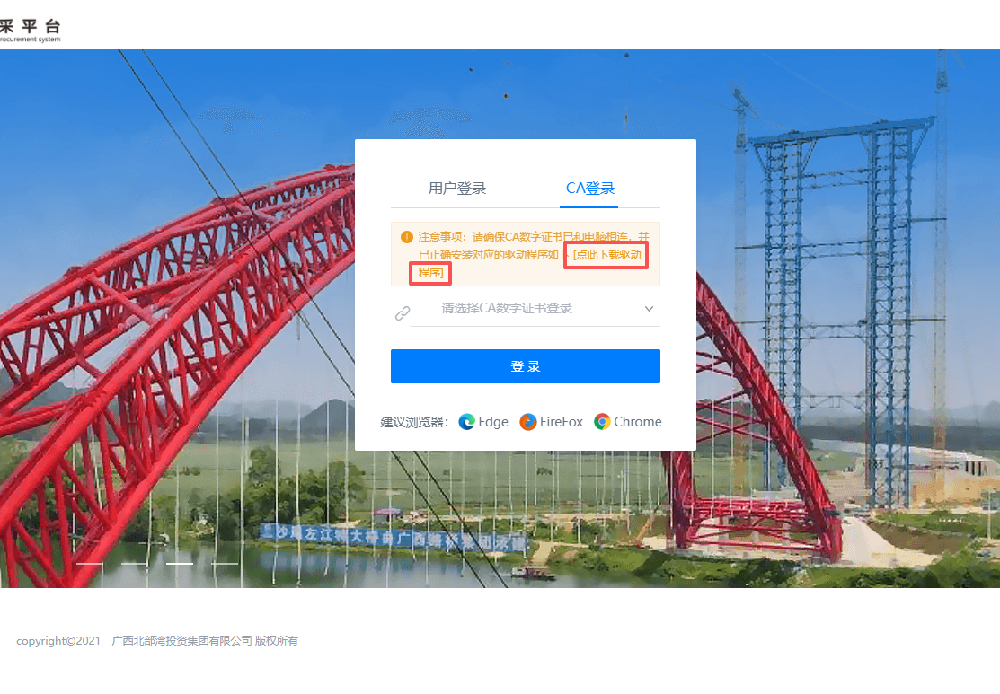 采 平 台
rocurement system
用户登录
CA登录
注意事项：请确保CA数字证书已和电脑相连，并
已正确安装对应的驱动程序如下 [点此下载驱动
程序]
请选择CA数字证书登录
登 录
建议浏览器： Edge FireFox Chrome
copyright©2021 广西北部湾投资集团有限公司 版权所有